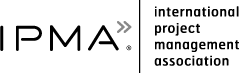 IPMA®
international
project
management
association